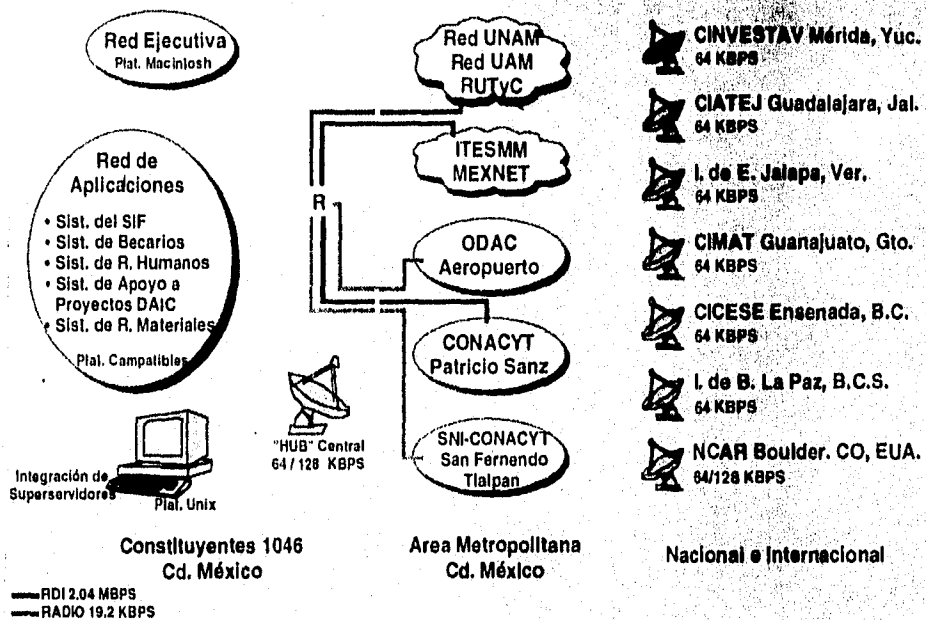 Red Ejecutiva
Plat. Macintosh
Red de
Aplicaciones
• Sist. del SIF
• Sist. de Becarios
• Sist. de R. Humanos
• Sist. de Apoyo a
Proyectos DAIC
• Sist. de R. Materiales
Plat. Campatibles
Integración de
Superservidores
Plat. Unix
"HUB" Central
64 / 128 KBPS
Constituyentes 1046
Cd. México
RDI 2.04 MBPS
RADIO 19.2 KBPS
Red UNAM
Red UAM
RUTyC
ITESMM
MEXNET
R
ODAC
Aeropuerto
CONACYT
Patricio Sanz
SNI-CONACYT
San Fernendo
Tlalpan
Area Metropolitana
Cd. México
CINVESTAV Mérida, Yuc.
64 KBPS
CIATEJ Guadalajara, Jal.
64 KBPS
I. de E. Jalapa, Ver.
64 KBPS
CIMAT Guanajuato, Gto.
64 KBPS
CICESE Ensenada, B.C.
64 KBPS
I. de B. La Paz, B.C.S.
64 KBPS
NCAR Boulder. CO, EUA.
64/128 KBPS
Nacional e Internacional